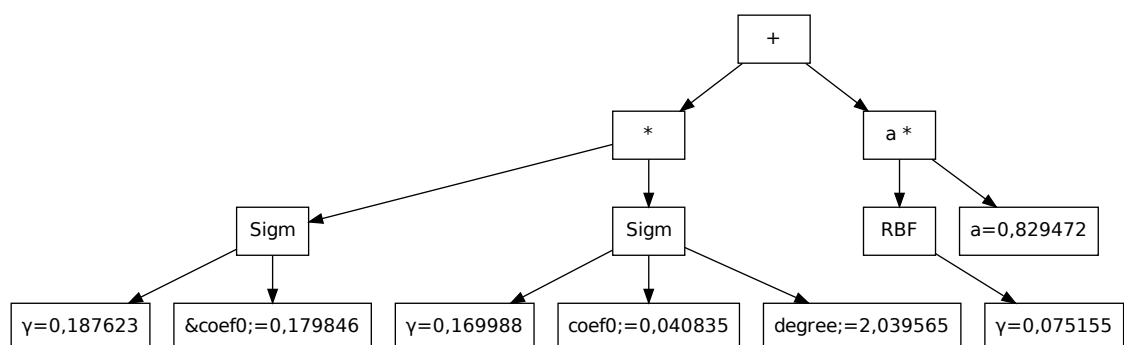 +
*
a *
Sigm
Sigm
RBF
a=0,829472
γ=0,187623
&coef0;=0,179846
γ=0,169988
coef0;=0,040835
degree;=2,039565
γ=0,075155